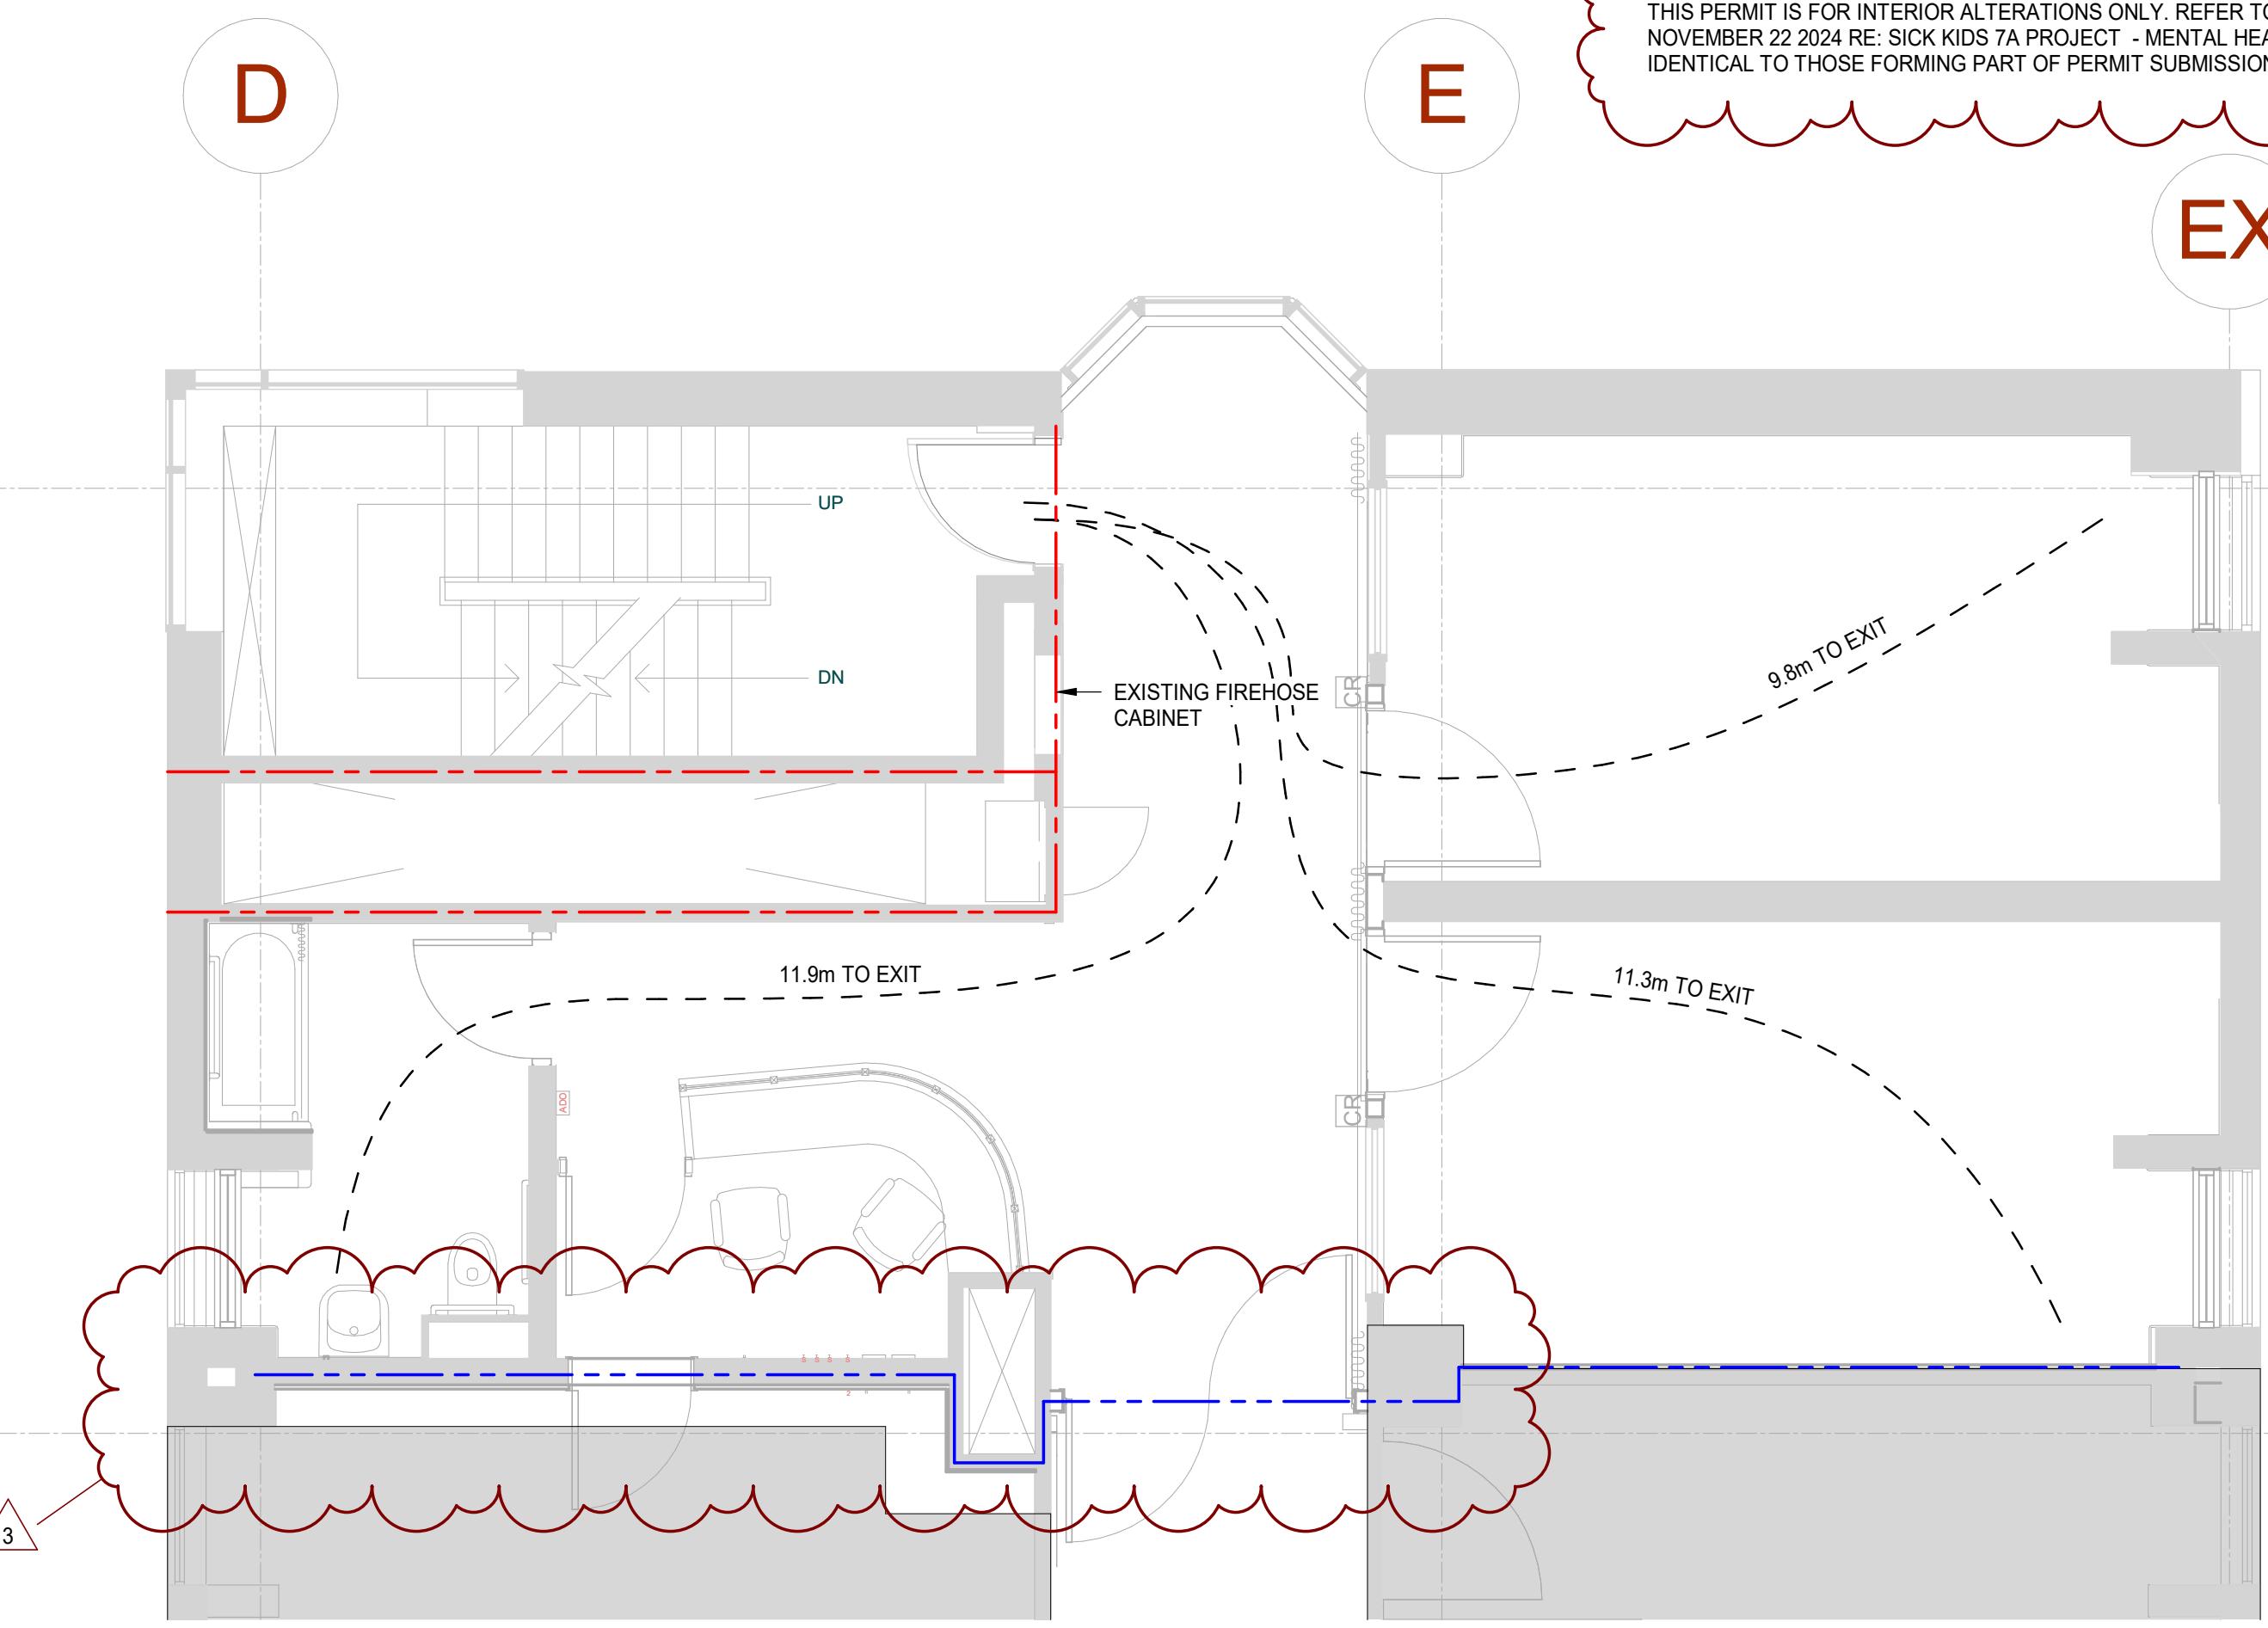 THIS PERMIT IS FOR INTERIOR ALTERATIONS ONLY. REFER TO
NOVEMBER 22 2024 RE: SICK KIDS 7A PROJECT - MENTAL HEA
IDENTICAL TO THOSE FORMING PART OF PERMIT SUBMISSION
D
E
EX
UP
DN
EXISTING FIREHOSE
CABINET
CR
9.8m TO EXIT
11.9m TO EXIT
11.3m TO EXIT
ADO
CR
2
3